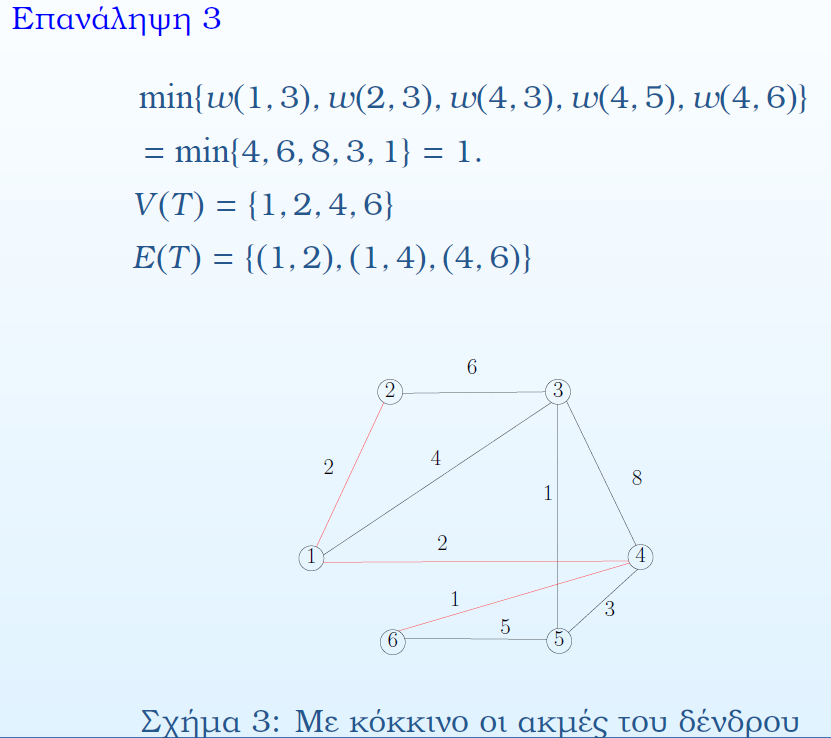 Επανάληψη 3
min{w(1, 3), w(2, 3), w(4, 3), w(4, 5), w(4, 6)}
= min{4, 6, 8, 3, 1} = 1.
V(T) = {1, 2, 4, 6}
E(T) = {(1, 2), (1, 4), (4, 6)}
6
2 3
2 4 8
1
2
1 4
1 3
5
6 5
Σχήμα 3: Με κόκκινο οι ακμές του δένδρου